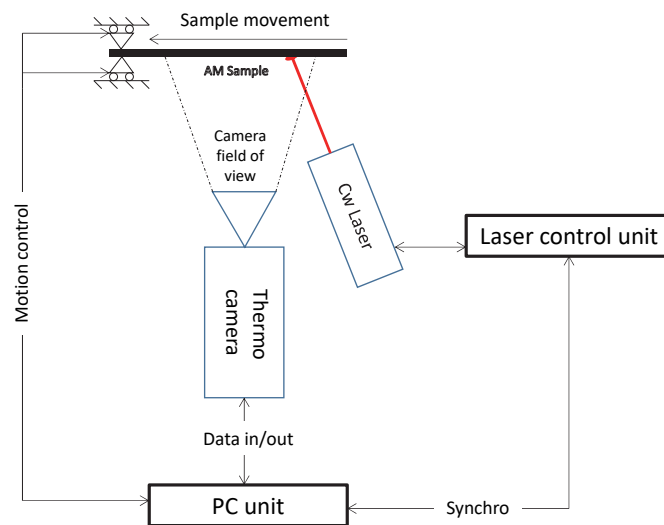 Sample movement
AM Sample
Camera
field of
view
Cw Laser
Laser control unit
Motion control
Thermo
camera
Data in/out
PC unit
Synchro